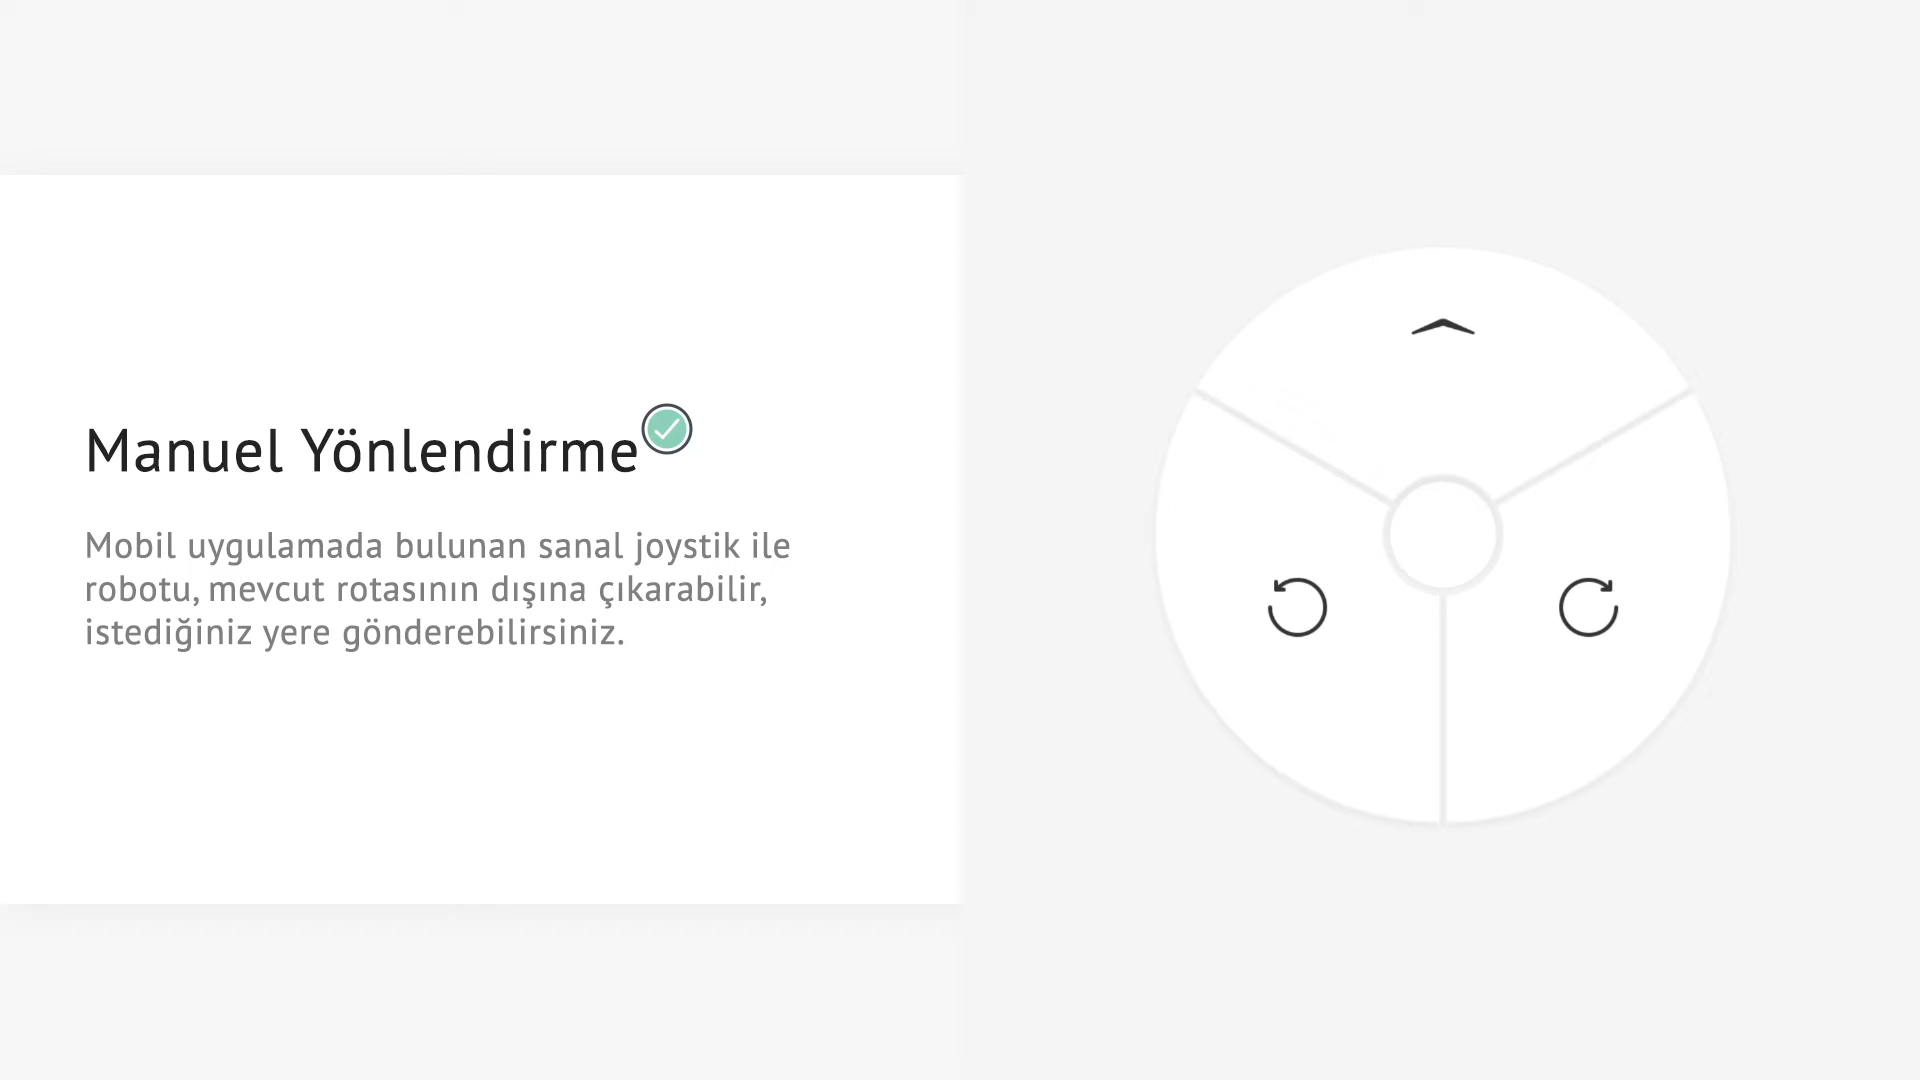 Manuel Yönlendirme
Mobil uygulamada bulunan sanal joystik ile
robotu, mevcut rotasının dışına çıkarabilir,
istediğiniz yere gönderebilirsiniz.